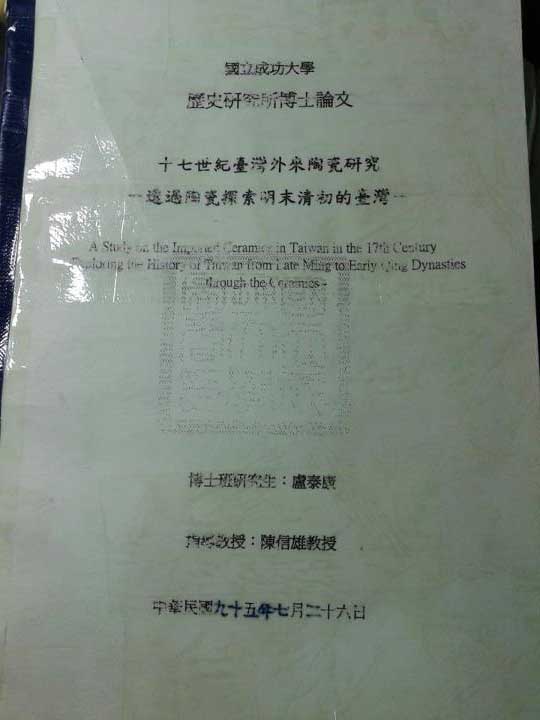 國立成功大學
歷史研究所博士論文
十七世紀臺灣外來陶瓷研究
--透過陶瓷探索明末清初的臺灣--
A Study on the Imported Ceramics in Taiwan in the 17th Century
Exploring the History of Taiwan from Late Ming to Early Qing Dynasties
through the Ceramics -
博士班研究生：盧泰康
指導教授：陳信雄教授
中華民國九十五年七月二十六日